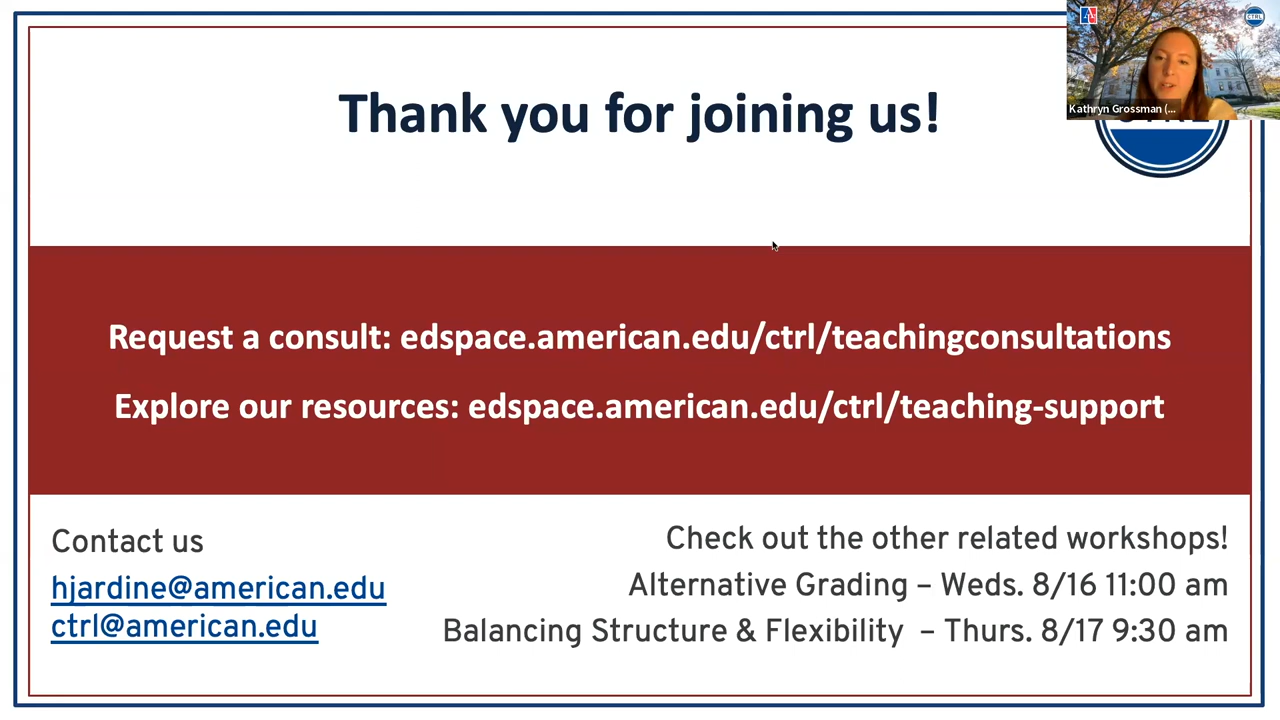 CTRL
Kathryn Grossman (...
Thank you for joining us!
Request a consult: edspace.american.edu/ctrl/teachingconsultations
Explore our resources: edspace.american.edu/ctrl/teaching-support
Contact us
hjardine@american.edu
ctrl@american.edu
Check out the other related workshops!
Alternative Grading – Weds. 8/16 11:00 am
Balancing Structure & Flexibility – Thurs. 8/17 9:30 am